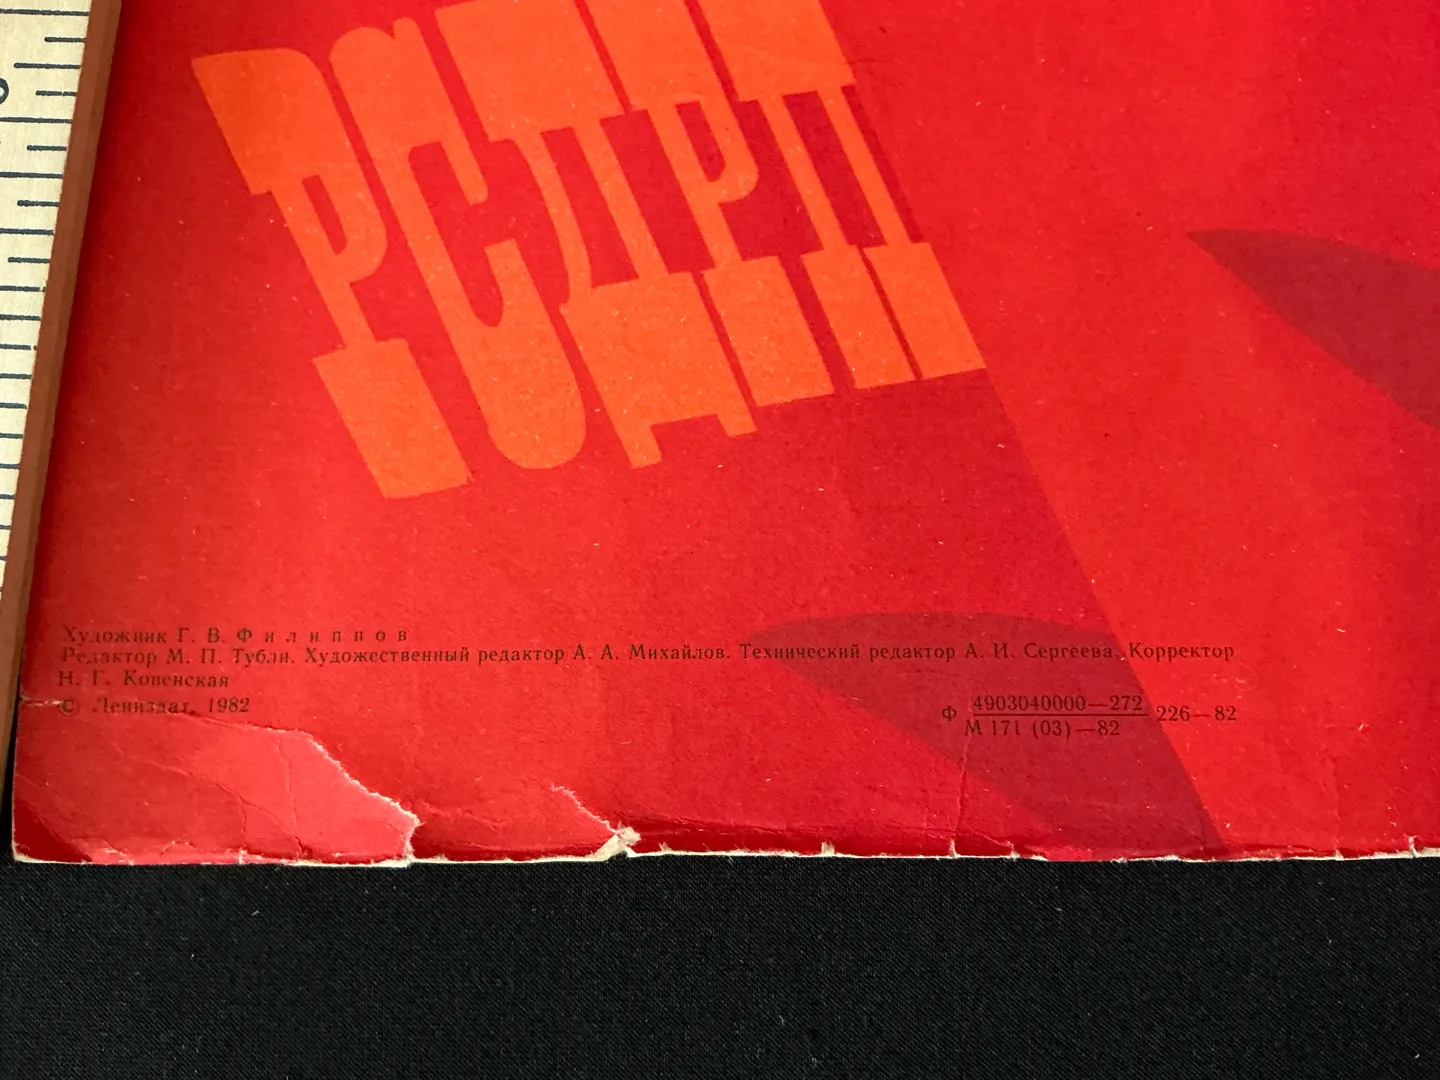 РСДРП
Художник Г. В. Филиппов
Редактор М. П. Тубли. Художественный редактор А. А. Михайлов. Технический редактор А. И. Сергеева. Корректор
Н. Г. Ковенская
© Лениздат, 1982
Ф 4903040000—272 226—82
М 171 (03)—82